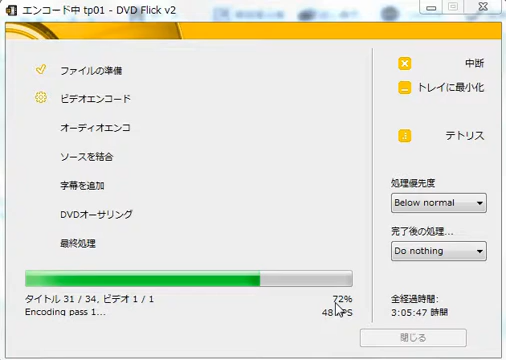 エンコード中 tp01 - DVD Flick v2
ファイルの準備
ビデオエンコード
オーディオエンコ
ソースを結合
字幕を追加
DVDオーサリング
最終処理
タイトル 31 / 34, ビデオ 1 / 1
72%
Encoding pass 1...
48
中断
トレイに最小化
テトリス
処理優先度
Below normal
完了後の処理...
Do nothing
全経過時間:
3:05:47 時間
閉じる